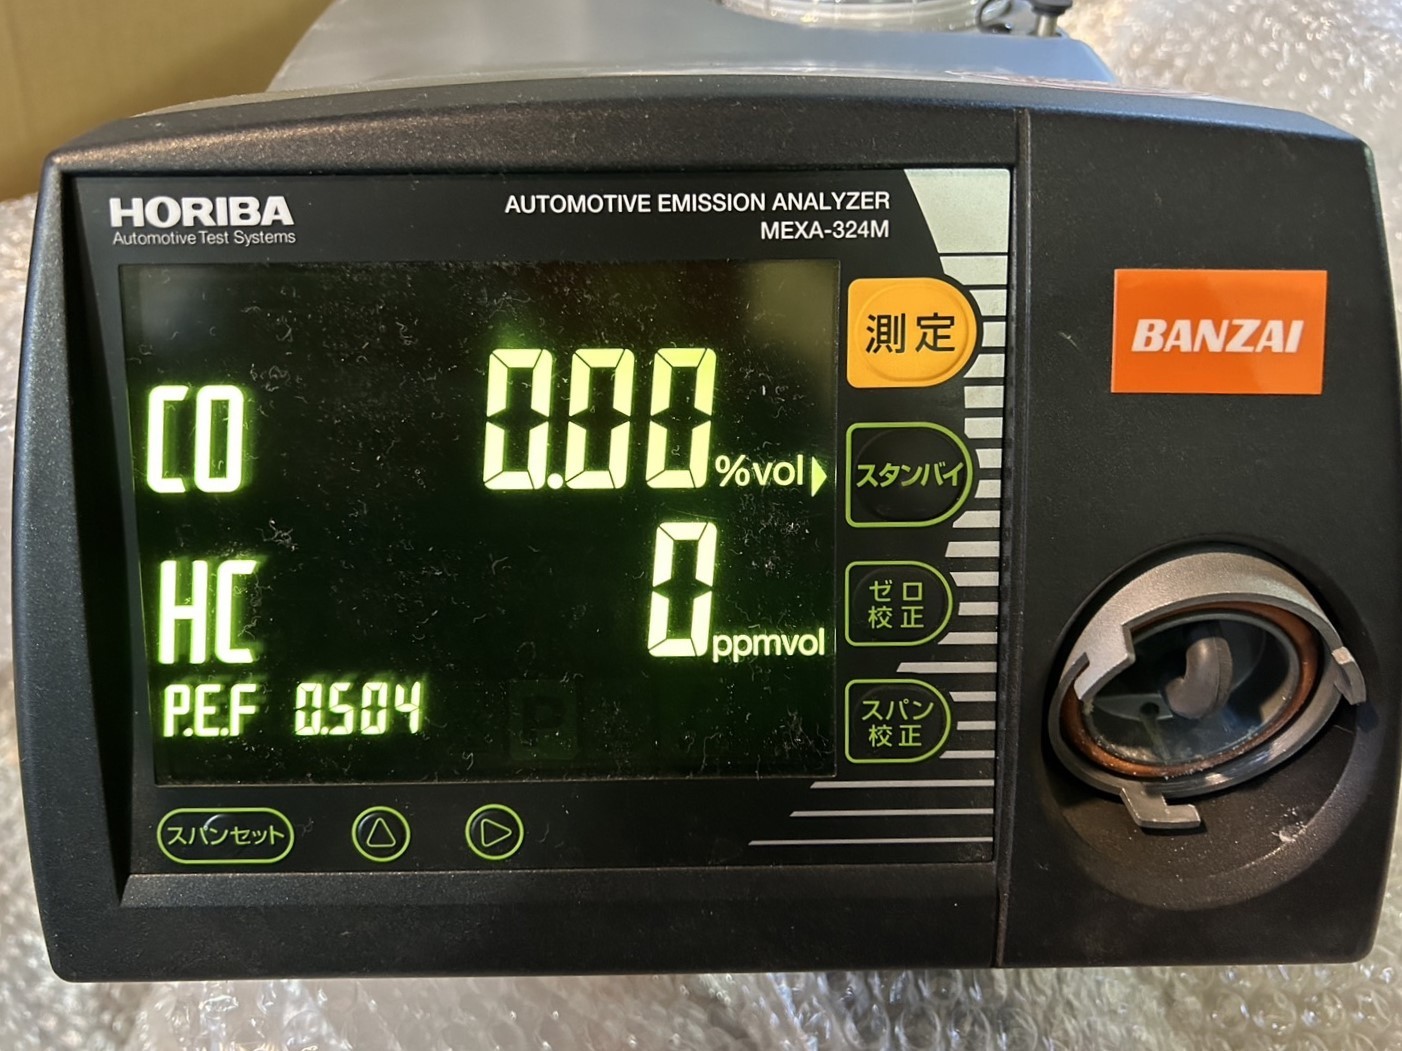 HORIBA
Automotive Test Systems
AUTOMOTIVE EMISSION ANALYZER
MEXA-324M
BANZAI
測定
CO 0.00 %vol
スタンバイ
HC 0 ppmvol
ゼロ
校正
P.E.F 0.504
P
スパン
校正
スパンセット